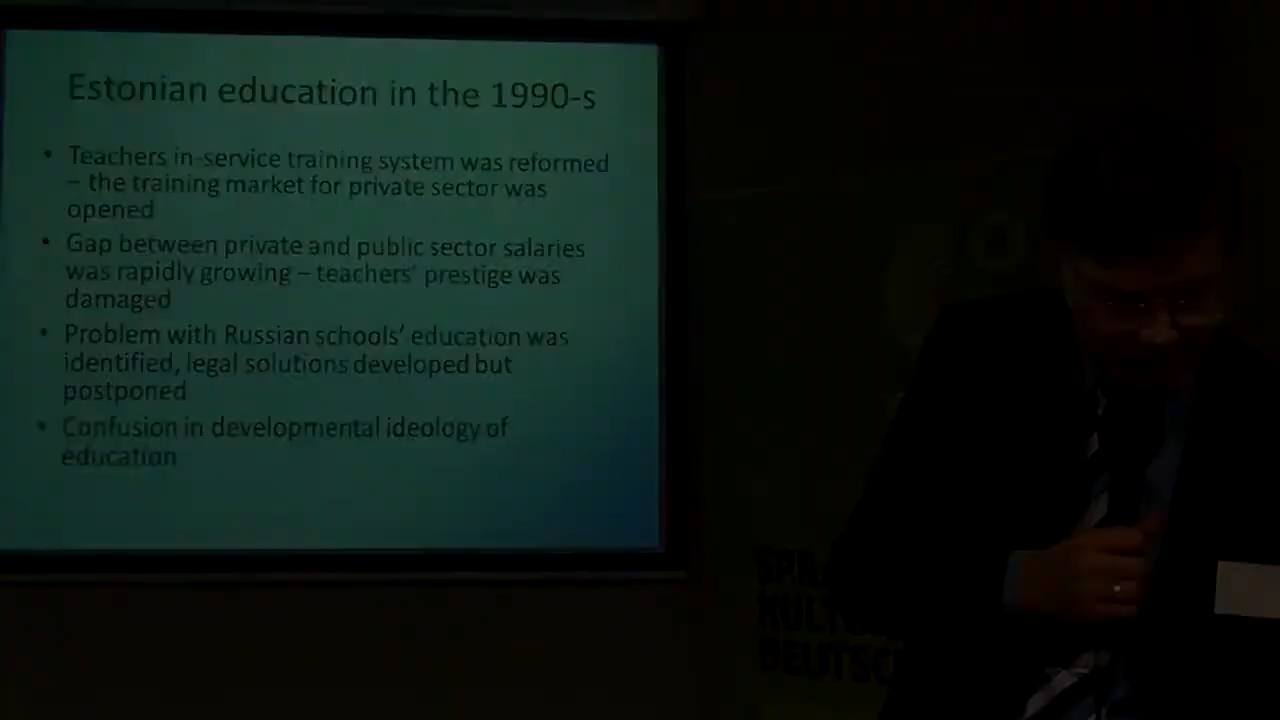 Estonian education in the 1990-s
• Teachers in-service training system was reformed
– the training market for private sector was
opened
• Gap between private and public sector salaries
was rapidly growing – teachers' prestige was
damaged
• Problem with Russian schools' education was
identified, legal solutions developed but
postponed
• Confusion in developmental ideology of
education